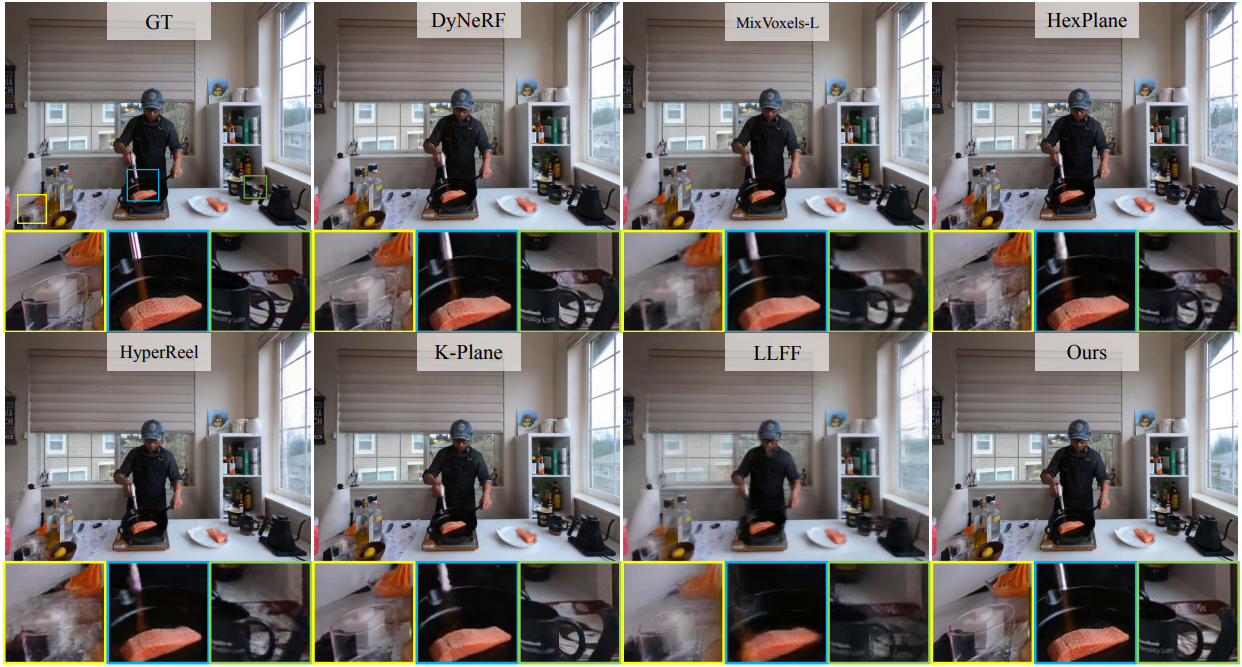 GT
DyNeRF
MixVoxels-L
HexPlane
HyperReel
K-Plane
LLFF
Ours